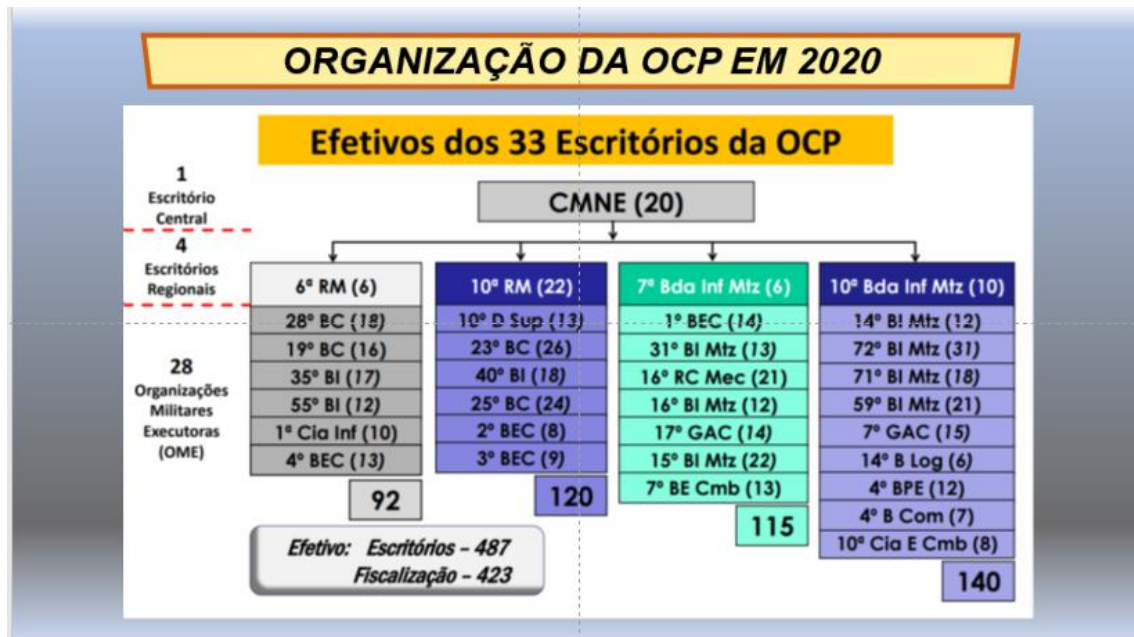 ORGANIZAÇÃO DA OCP EM 2020
Efetivos dos 33 Escritórios da OCP
1
Escritório
Central
4
Escritórios
Regionais
28
Organizações
Militares
Executoras
(OME)
CMNE (20)
6ª RM (6)
28º BC (18)
19º BC (16)
35º BI (17)
55º BI (12)
1ª Cia Inf (10)
4º BEC (13)
92
10ª RM (22)
10º D Sup (13)
23º BC (26)
40º BI (18)
25º BC (24)
2º BEC (8)
3º BEC (9)
120
7ª Bda Inf Mtz (6)
1º BEC (14)
31º BI Mtz (13)
16º RC Mec (21)
16º BI Mtz (12)
17º GAC (14)
15º BI Mtz (22)
7º BE Cmb (13)
115
10ª Bda Inf Mtz (10)
14º BI Mtz (12)
72º BI Mtz (31)
71º BI Mtz (18)
59º BI Mtz (21)
7º GAC (15)
14º B Log (6)
4º BPE (12)
4º B Com (7)
10ª Cia E Cmb (8)
140
Efetivo: Escritórios – 487
Fiscalização – 423